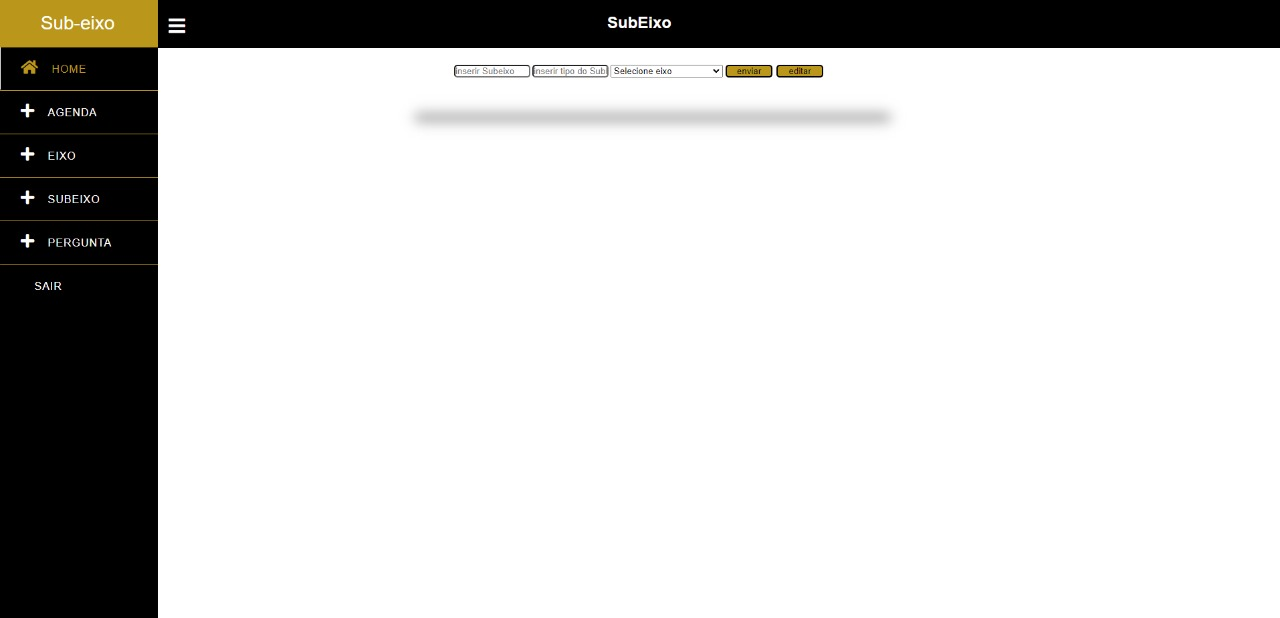 Sub-eixo
SubEixo
HOME
AGENDA
EIXO
SUBEIXO
PERGUNTA
SAIR
Inserir Subeixo Inserir tipo do Sub Selecione eixo enviar editar